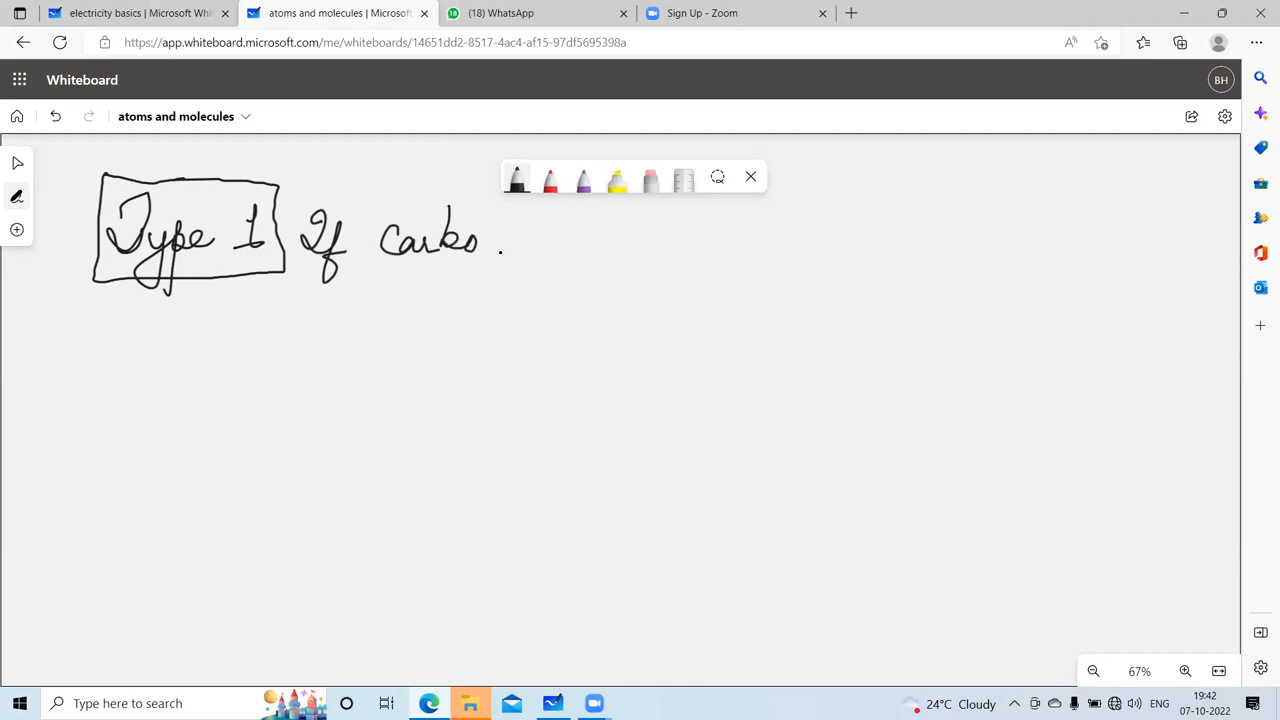 electricity basics | Microsoft Whi
atoms and molecules | Microsoft
(18) WhatsApp
Sign Up - Zoom
https://app.whiteboard.microsoft.com/me/whiteboards/14651dd2-8517-4ac4-af15-97df5695398a
Whiteboard
BH
atoms and molecules
Type 1 If carbo
67%
Type here to search
24°C Cloudy
ENG
19:42
07-10-2022